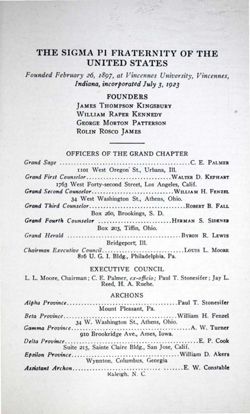 THE SIGMA PI FRATERNITY OF THE
UNITED STATES
Founded February 26, 1897, at Vincennes University, Vincennes,
Indiana, incorporated July 3, 1923
FOUNDERS
JAMES THOMPSON KINGSBURY
WILLIAM RAPER KENNEDY
GEORGE MORTON PATTERSON
ROLIN ROSCO JAMES
OFFICERS OF THE GRAND CHAPTER
Grand Sage ........ C. E. PALMER
1101 West Oregon St., Urbana, Ill.
Grand First Counselor ........ WALTER D. KEPHART
1763 West Forty-second Street, Los Angeles, Calif.
Grand Second Counselor ........ WILLIAM H. FENZEL
34 West Washington St., Athens, Ohio.
Grand Third Counselor ........ ROBERT B. FALL
Box 260, Brookings, S. D.
Grand Fourth Counselor ........ HERMAN S. SIDENER
Box 203, Tiffin, Ohio.
Grand Herald ........ BYRON R. LEWIS
Bridgeport, Ill.
Chairman Executive Council ........ LOUIS L. MOORE
816 U. G. I. Bldg., Philadelphia, Pa.
EXECUTIVE COUNCIL
L. L. Moore, Chairman; C. E. Palmer, ex-officio; Paul T. Stonesifer; Jay L.
Reed, H. A. Ruehe.
ARCHONS
Alpha Province ........ Paul T. Stonesifer
Mount Pleasant, Pa.
Beta Province ........ William H. Fenzel
34 W. Washington St., Athens, Ohio.
Gamma Province ........ A. W. Turner
910 Brookridge Ave., Ames, Iowa.
Delta Province ........ E. P. Cook
Suite 213, Sainte Claire Bldg., San Jose, Calif.
Epsilon Province ........ William D. Akera
Wynnton, Columbus, Georgia
Assistant Archon ........ E. W. Constable
Raleigh, N. C.